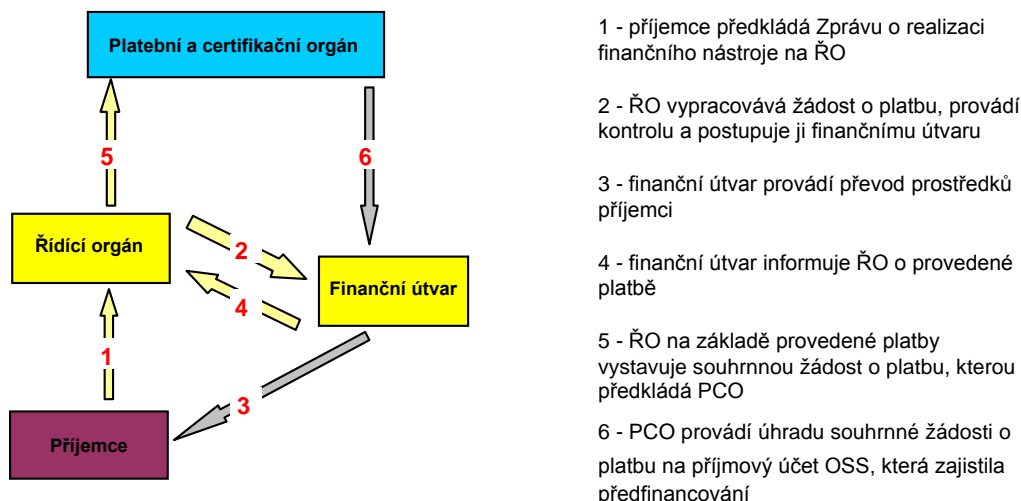 Platební a certifikační orgán
5
6
Řídící orgán
2
Finanční útvar
4
1
3
Příjemce
1 - příjemce předkládá Zprávu o realizaci
finančního nástroje na ŘO
2 - ŘO vypracovává žádost o platbu, provádí
kontrolu a postupuje ji finančnímu útvaru
3 - finanční útvar provádí převod prostředků
příjemci
4 - finanční útvar informuje ŘO o provedené
platbě
5 - ŘO na základě provedené platby
vystavuje souhrnnou žádost o platbu, kterou
předkládá PCO
6 - PCO provádí úhradu souhrnné žádosti o
platbu na příjmový účet OSS, která zajistila
předfinancování